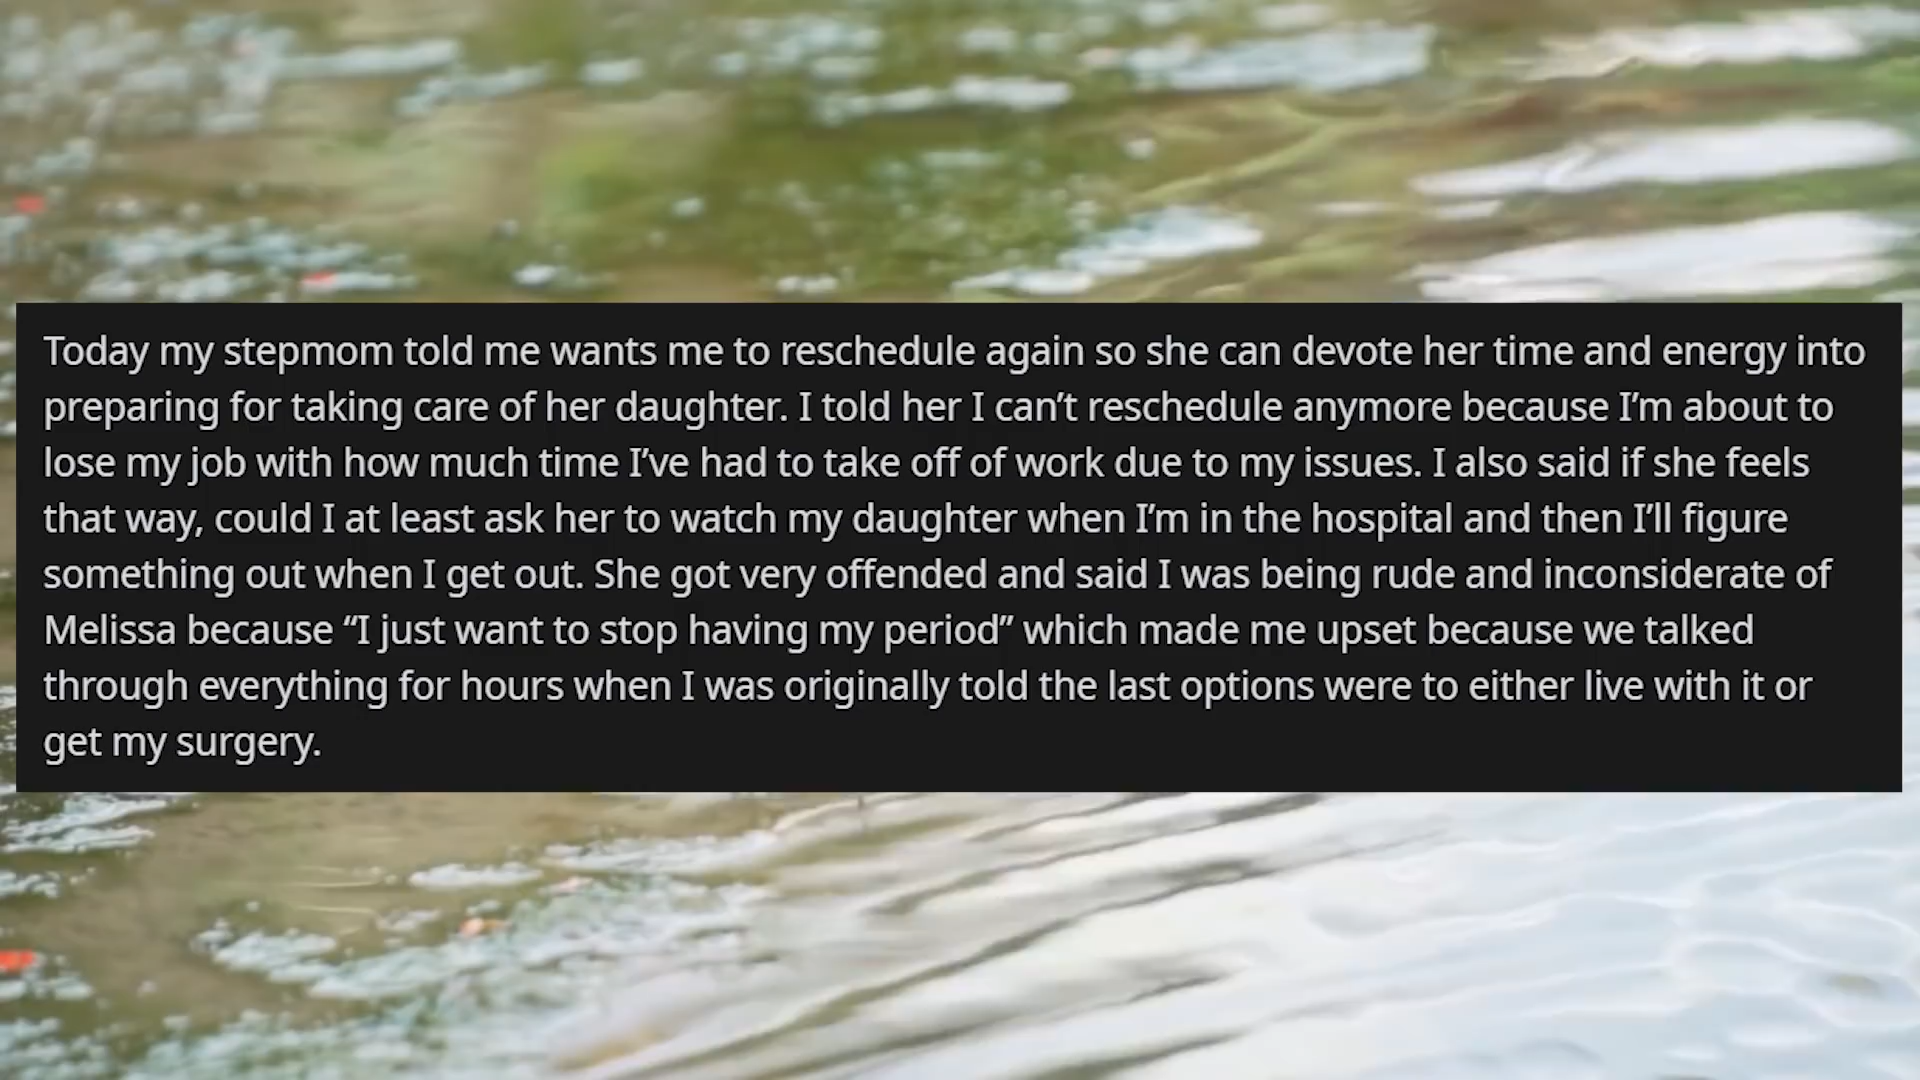 Today my stepmom told me wants me to reschedule again so she can devote her time and energy into
preparing for taking care of her daughter. I told her I can’t reschedule anymore because I’m about to
lose my job with how much time I’ve had to take off of work due to my issues. I also said if she feels
that way, could I at least ask her to watch my daughter when I’m in the hospital and then I’ll figure
something out when I get out. She got very offended and said I was being rude and inconsiderate of
Melissa because “I just want to stop having my period” which made me upset because we talked
through everything for hours when I was originally told the last options were to either live with it or
get my surgery.